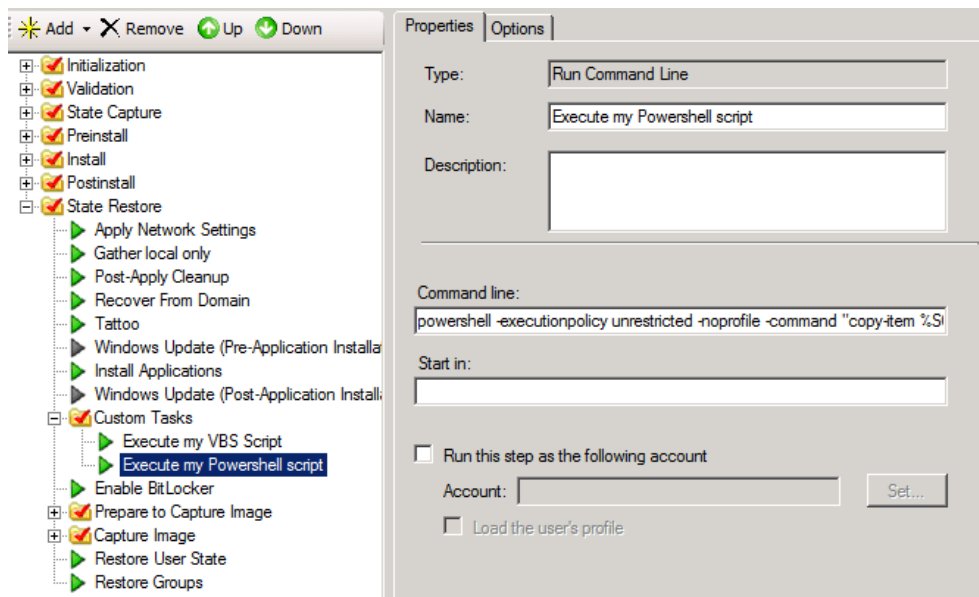 Add Remove Up Down
Initialization
Validation
State Capture
Preinstall
Install
Postinstall
State Restore
Apply Network Settings
Gather local only
Post-Apply Cleanup
Recover From Domain
Tattoo
Windows Update (Pre-Application Installa
Install Applications
Windows Update (Post-Application Install
Custom Tasks
Execute my VBS Script
Execute my Powershell script
Enable BitLocker
Prepare to Capture Image
Capture Image
Restore User State
Restore Groups
Properties Options
Type: Run Command Line
Name: Execute my Powershell script
Description:
Command line:
powershell -executionpolicy unrestricted -noprofile -command "copy-item
Start in:
Run this step as the following account
Account: Set...
Load the user's profile